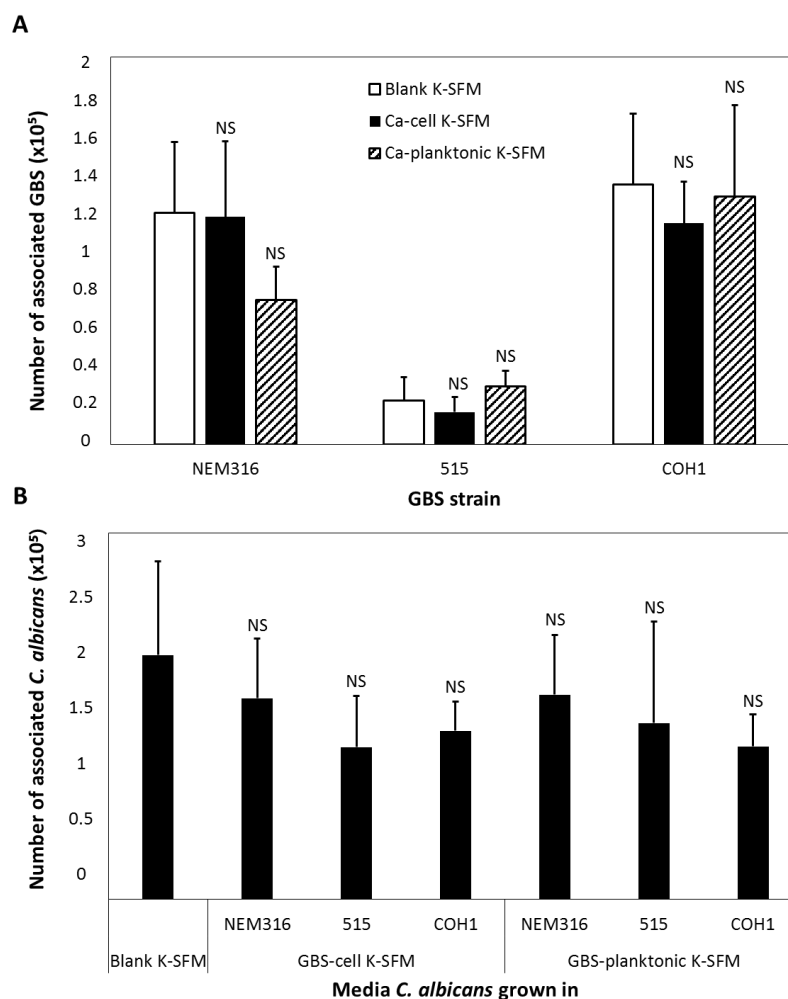 A
Number of associated GBS (x10⁵)
2
1.8
1.6
1.4
1.2
1
0.8
0.6
0.4
0.2
0
Blank K-SFM
Ca-cell K-SFM
Ca-planktonic K-SFM
NS
NS
NS
NS
NS
NS
NEM316
515
COH1
GBS strain
B
Number of associated C. albicans (x10⁵)
3
2.5
2
1.5
1
0.5
0
NS
NS
NS
NS
NS
NS
NEM316
515
COH1
NEM316
515
COH1
Blank K-SFM
GBS-cell K-SFM
GBS-planktonic K-SFM
Media C. albicans grown in